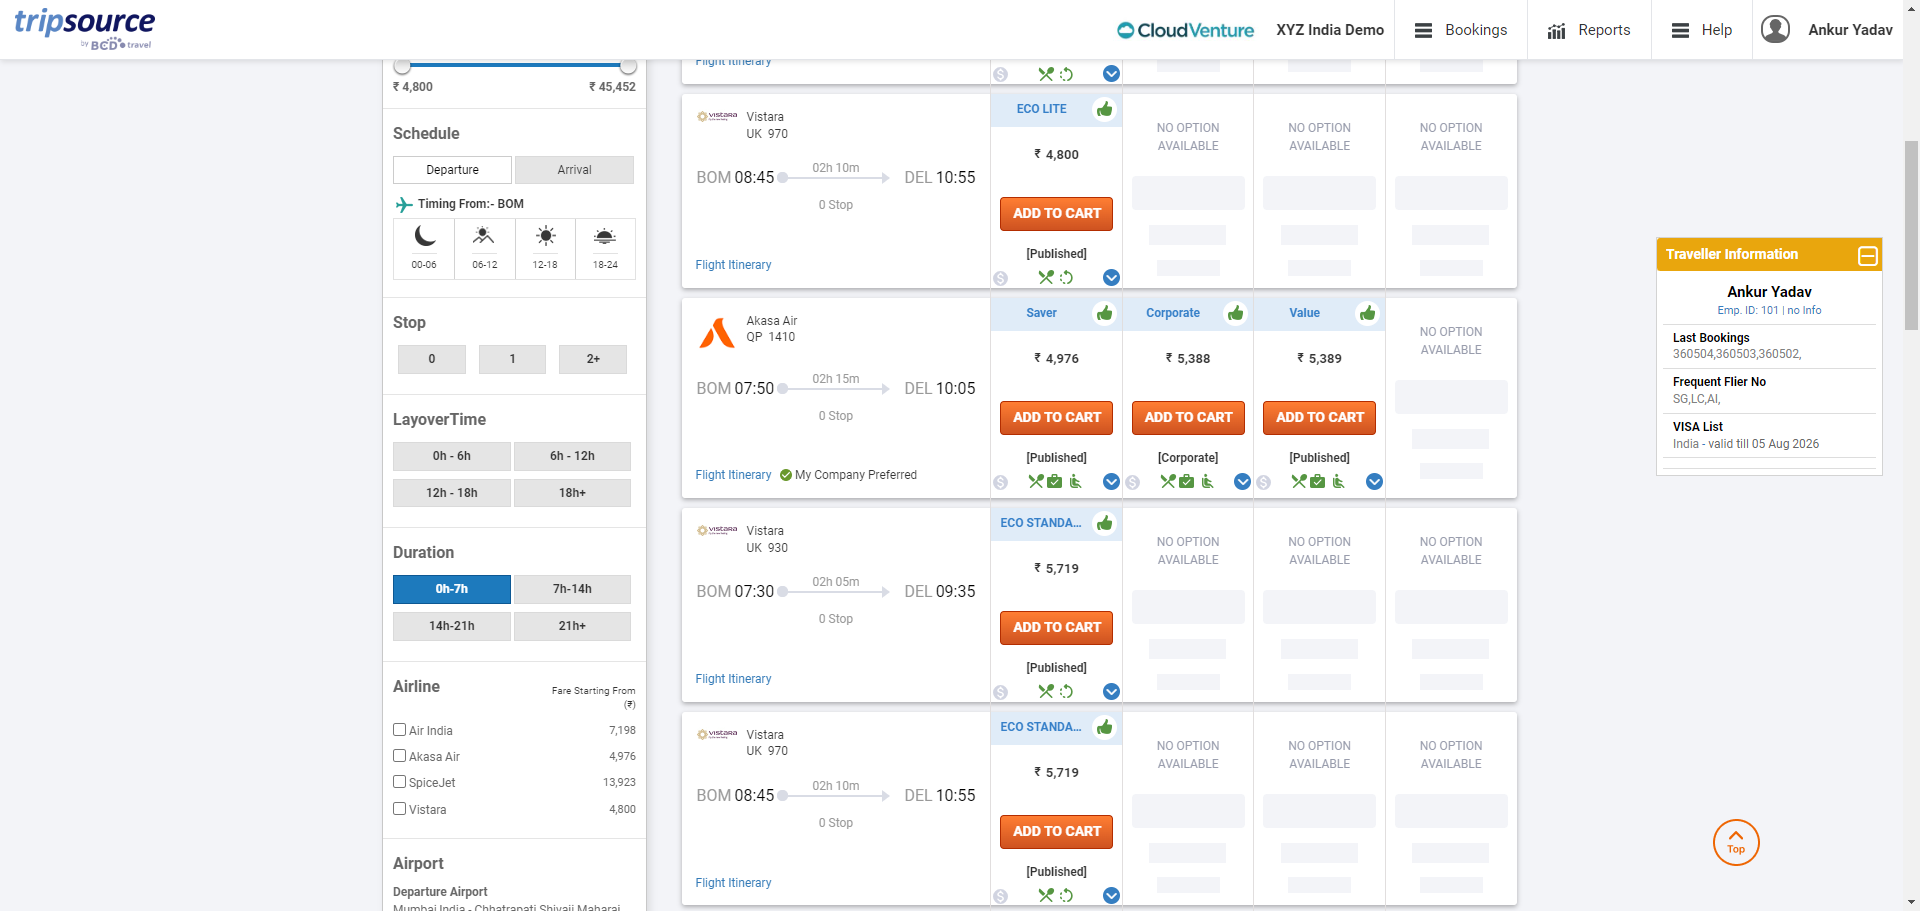 tripsource
by BCD travel
CloudVenture
XYZ India Demo
Bookings
Reports
Help
Ankur Yadav
₹ 4,800
₹ 45,452
Schedule
Departure
Arrival
Timing From:- BOM
00-06
06-12
12-18
18-24
Stop
0
1
2+
LayoverTime
0h - 6h
6h - 12h
12h - 18h
18h+
Duration
0h-7h
7h-14h
14h-21h
21h+
Airline
Fare Starting From
(₹)
Air India
7,198
Akasa Air
4,976
SpiceJet
13,923
Vistara
4,800
Airport
Departure Airport
Mumbai India - Chhatrapati Shivaji Maharaj
Flight Itinerary
VISTARA
Vistara
UK 970
BOM 08:45
02h 10m
DEL 10:55
0 Stop
Flight Itinerary
ECO LITE
₹ 4,800
ADD TO CART
[Published]
NO OPTION
AVAILABLE
NO OPTION
AVAILABLE
NO OPTION
AVAILABLE
Akasa Air
QP 1410
BOM 07:50
02h 15m
DEL 10:05
0 Stop
Flight Itinerary
My Company Preferred
Saver
₹ 4,976
ADD TO CART
[Published]
Corporate
₹ 5,388
ADD TO CART
[Corporate]
Value
₹ 5,389
ADD TO CART
[Published]
NO OPTION
AVAILABLE
VISTARA
Vistara
UK 930
BOM 07:30
02h 05m
DEL 09:35
0 Stop
Flight Itinerary
ECO STANDA...
₹ 5,719
ADD TO CART
[Published]
NO OPTION
AVAILABLE
NO OPTION
AVAILABLE
NO OPTION
AVAILABLE
VISTARA
Vistara
UK 970
BOM 08:45
02h 10m
DEL 10:55
0 Stop
Flight Itinerary
ECO STANDA...
₹ 5,719
ADD TO CART
[Published]
NO OPTION
AVAILABLE
NO OPTION
AVAILABLE
NO OPTION
AVAILABLE
Traveller Information
Ankur Yadav
Emp. ID: 101 | no Info
Last Bookings
360504,360503,360502,
Frequent Flier No
SG,LC,AI,
VISA List
India - valid till 05 Aug 2026
Top